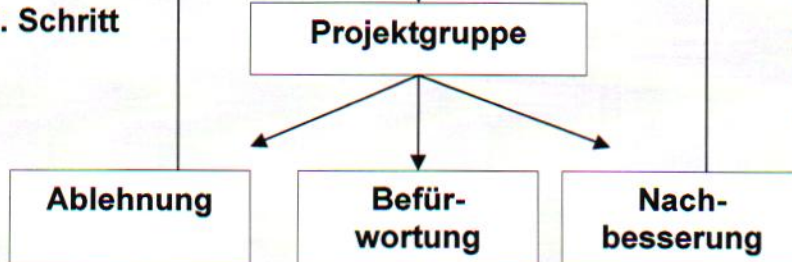 . Schritt
Projektgruppe
Ablehnung
Befür-
wortung
Nach-
besserung